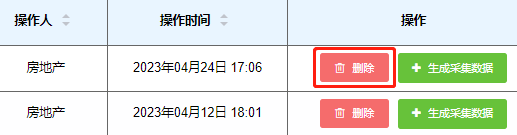 操作人 操作时间 操作
房地产 2023年04月24日 17:06 删除 生成采集数据
房地产 2023年04月12日 18:01 删除 生成采集数据